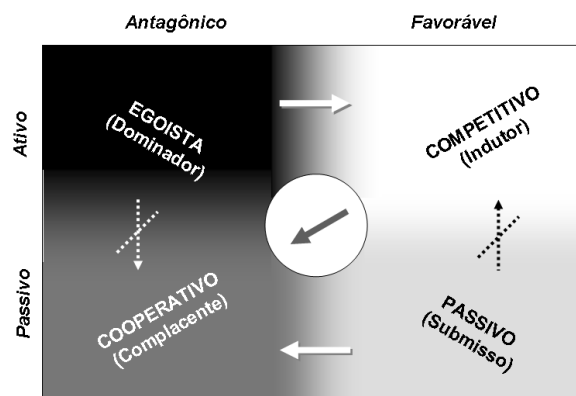 Antagônico
Favorável
Ativo
EGOISTA
(Dominador)
COMPETITIVO
(Indutor)
Passivo
COOPERATIVO
(Complacente)
PASSIVO
(Submisso)